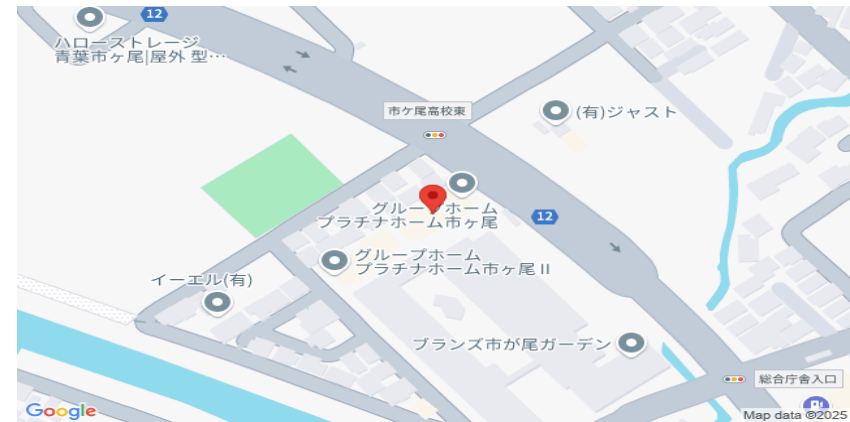 12
ハローストレージ
青葉市ヶ尾|屋外 型…
市ケ尾高校東
(有)ジャスト
グループホーム
プラチナホーム市ヶ尾
12
グループホーム
プラチナホーム市ヶ尾 II
イーエル(有)
ブランズ市が尾ガーデン
総合庁舎入口
Google
Map data ©2025